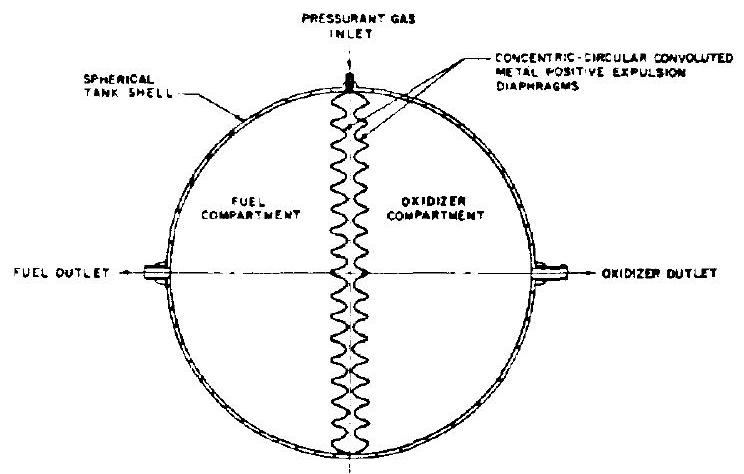 PRESSURANT GAS
INLET
CONCENTRIC-CIRCULAR CONVOLUTED
METAL POSITIVE EXPULSION
DIAPHRAGMS
SPHERICAL
TANK SHELL
FUEL
COMPARTMENT
OXIDIZER
COMPARTMENT
FUEL OUTLET
OXIDIZER OUTLET